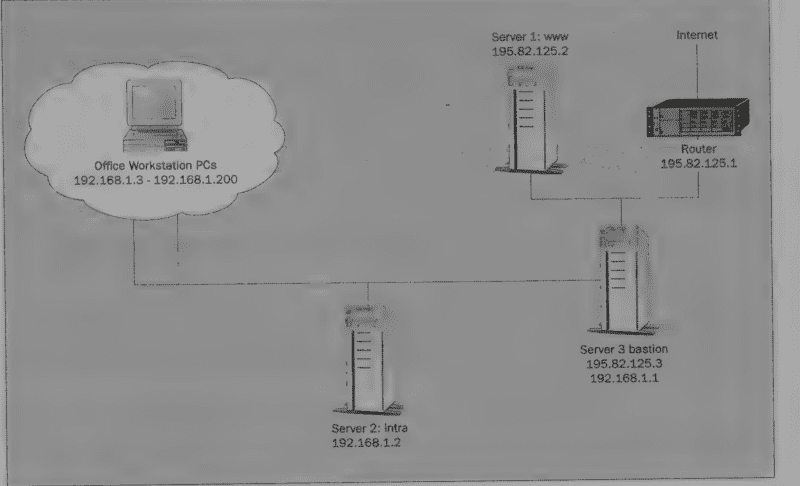 Server 1: www
195.82.125.2
Internet
Router
195.82.125.1
Office Workstation PCs
192.168.1.3 - 192.168.1.200
Server 3 bastion
195.82.125.3
192.168.1.1
Server 2: intra
192.168.1.2